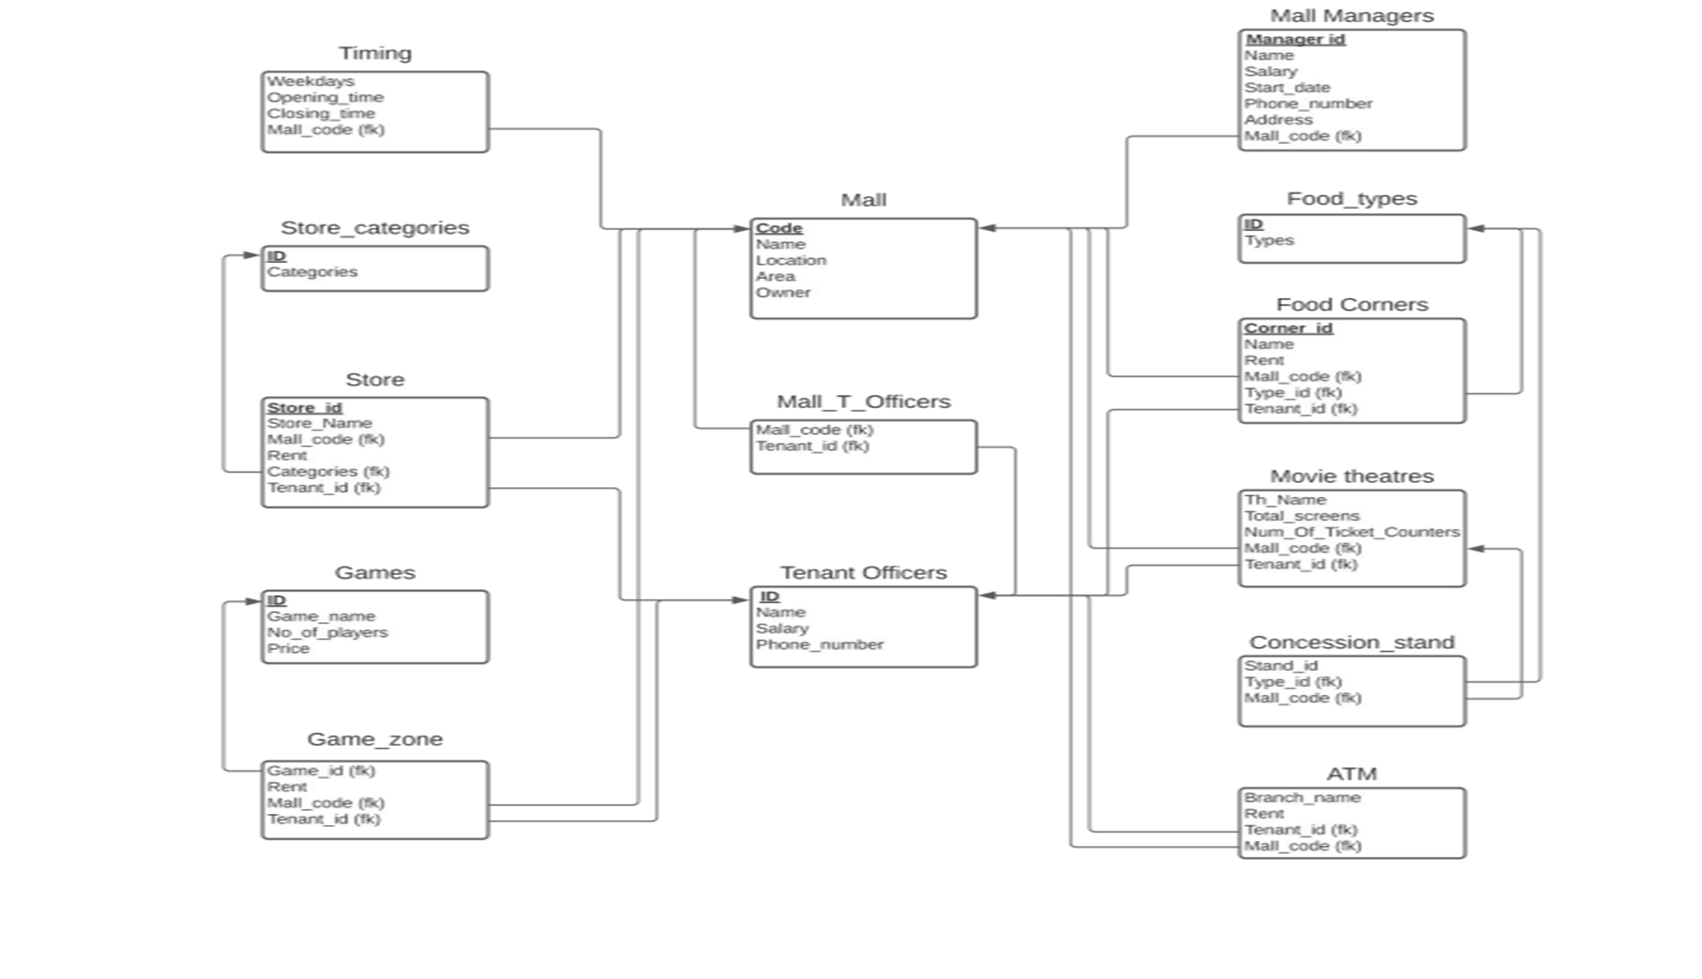 Timing
Weekdays
Opening_time
Closing_time
Mall_code (fk)
Store_categories
ID
Categories
Store
Store_id
Store_Name
Mall_code (fk)
Rent
Categories (fk)
Tenant_id (fk)
Games
ID
Game_name
No_of_players
Price
Game_zone
Game_id (fk)
Rent
Mall_code (fk)
Tenant_id (fk)
Mall
Code
Name
Location
Area
Owner
Mall_T_Officers
Mall_code (fk)
Tenant_id (fk)
Tenant Officers
ID
Name
Salary
Phone_number
Mall Managers
Manager id
Name
Salary
Start_date
Phone_number
Address
Mall_code (fk)
Food_types
ID
Types
Food Corners
Corner_id
Name
Rent
Mall_code (fk)
Type_id (fk)
Tenant_id (fk)
Movie theatres
Th_Name
Total_screens
Num_Of_Ticket_Counters
Mall_code (fk)
Tenant_id (fk)
Concession_stand
Stand_id
Type_id (fk)
Mall_code (fk)
ATM
Branch_name
Rent
Tenant_id (fk)
Mall_code (fk)